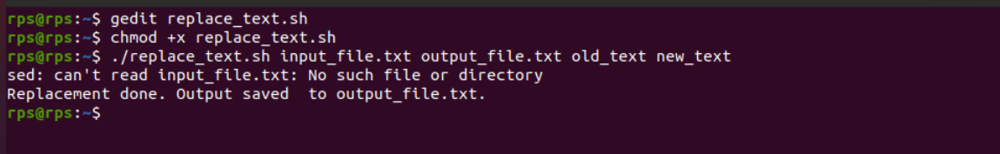 rps@rps:~$ gedit replace_text.sh
rps@rps:~$ chmod +x replace_text.sh
rps@rps:~$ ./replace_text.sh input_file.txt output_file.txt old_text new_text
sed: can't read input_file.txt: No such file or directory
Replacement done. Output saved  to output_file.txt.
rps@rps:~$